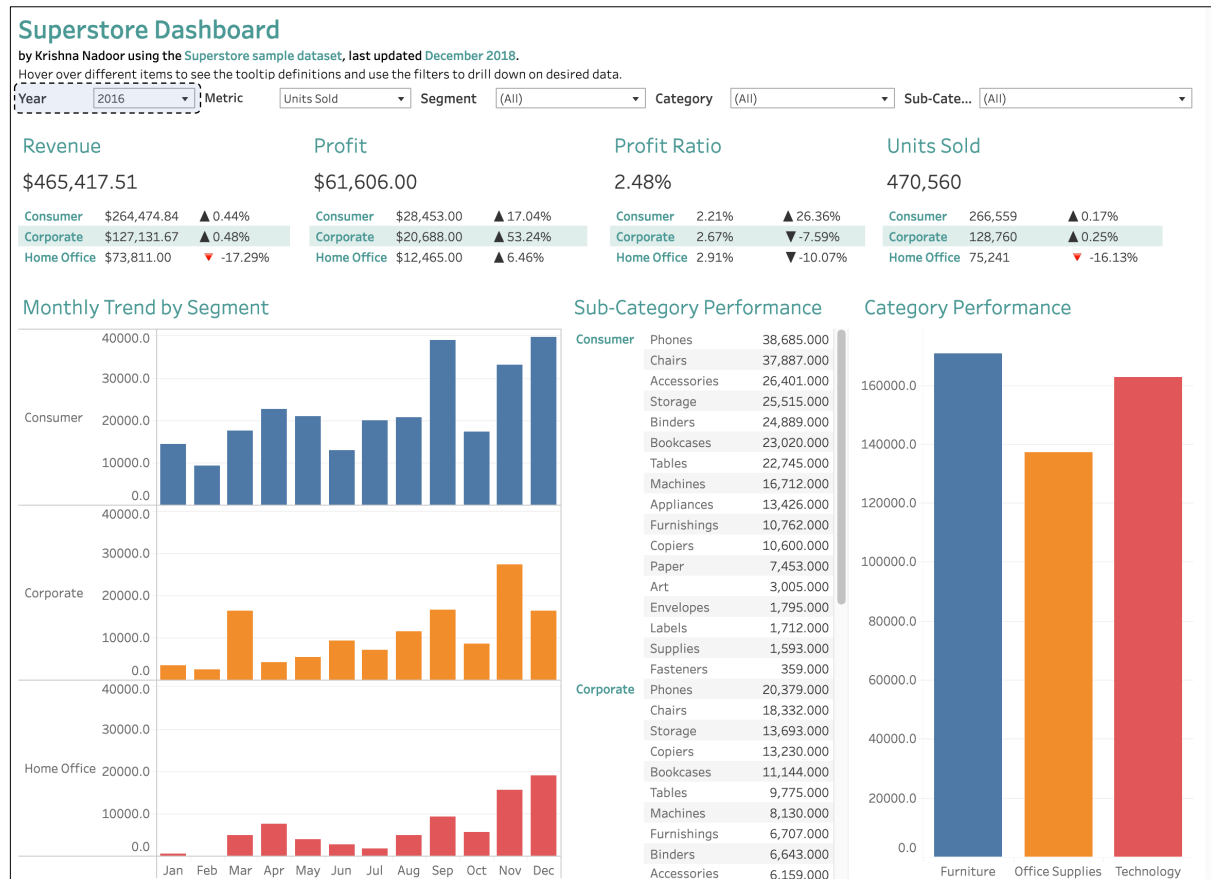 Superstore Dashboard
by Krishna Nadoor using the Superstore sample dataset, last updated December 2018.
Hover over different items to see the tooltip definitions and use the filters to drill down on desired data.
Year 2016 Metric Units Sold Segment (All) Category (All) Sub-Cate... (All)
Revenue Profit Profit Ratio Units Sold
$465,417.51 $61,606.00 2.48% 470,560
Consumer $264,474.84 ▲ 0.44% Consumer $28,453.00 ▲ 17.04% Consumer 2.21% ▲ 26.36% Consumer 266,559 ▲ 0.17%
Corporate $127,131.67 ▲ 0.48% Corporate $20,688.00 ▲ 53.24% Corporate 2.67% ▼ -7.59% Corporate 128,760 ▲ 0.25%
Home Office $73,811.00 ▼ -17.29% Home Office $12,465.00 ▲ 6.46% Home Office 2.91% ▼ -10.07% Home Office 75,241 ▼ -16.13%
Monthly Trend by Segment
Consumer
40000.0
30000.0
20000.0
10000.0
0.0
Corporate
40000.0
30000.0
20000.0
10000.0
0.0
Home Office
40000.0
30000.0
20000.0
10000.0
0.0
Jan Feb Mar Apr May Jun Jul Aug Sep Oct Nov Dec
Sub-Category Performance
Consumer Phones 38,685.000
Chairs 37,887.000
Accessories 26,401.000
Storage 25,515.000
Binders 24,889.000
Bookcases 23,020.000
Tables 22,745.000
Machines 16,712.000
Appliances 13,426.000
Furnishings 10,762.000
Copiers 10,600.000
Paper 7,453.000
Art 3,005.000
Envelopes 1,795.000
Labels 1,712.000
Supplies 1,593.000
Fasteners 359.000
Corporate Phones 20,379.000
Chairs 18,332.000
Storage 13,693.000
Copiers 13,230.000
Bookcases 11,144.000
Tables 9,775.000
Machines 8,130.000
Furnishings 6,707.000
Binders 6,643.000
Accessories 6,159.000
Category Performance
160000.0
140000.0
120000.0
100000.0
80000.0
60000.0
40000.0
20000.0
0.0
Furniture Office Supplies Technology